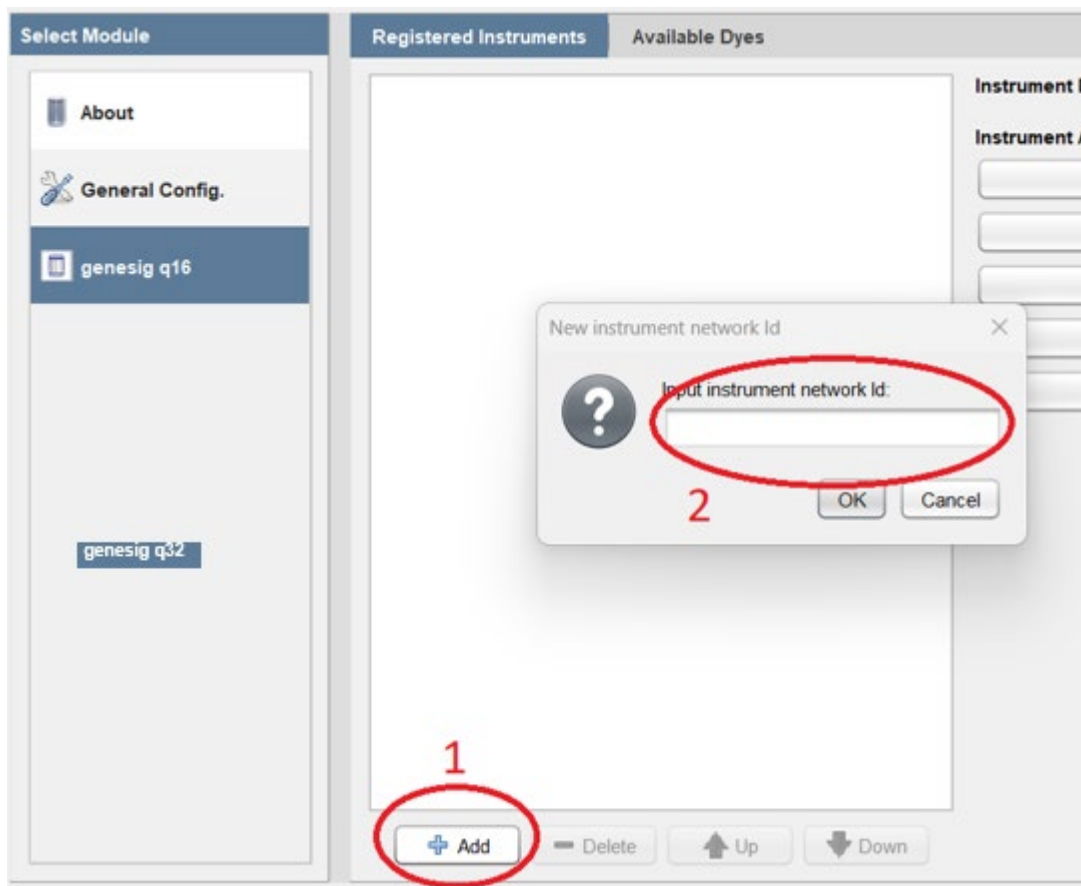 Select Module
About
General Config.
genesig q16
genesig q32
Registered Instruments
Available Dyes
Instrument
Instrument
New instrument network Id
Input instrument network Id:
2
OK
Cancel
1
Add
Delete
Up
Down